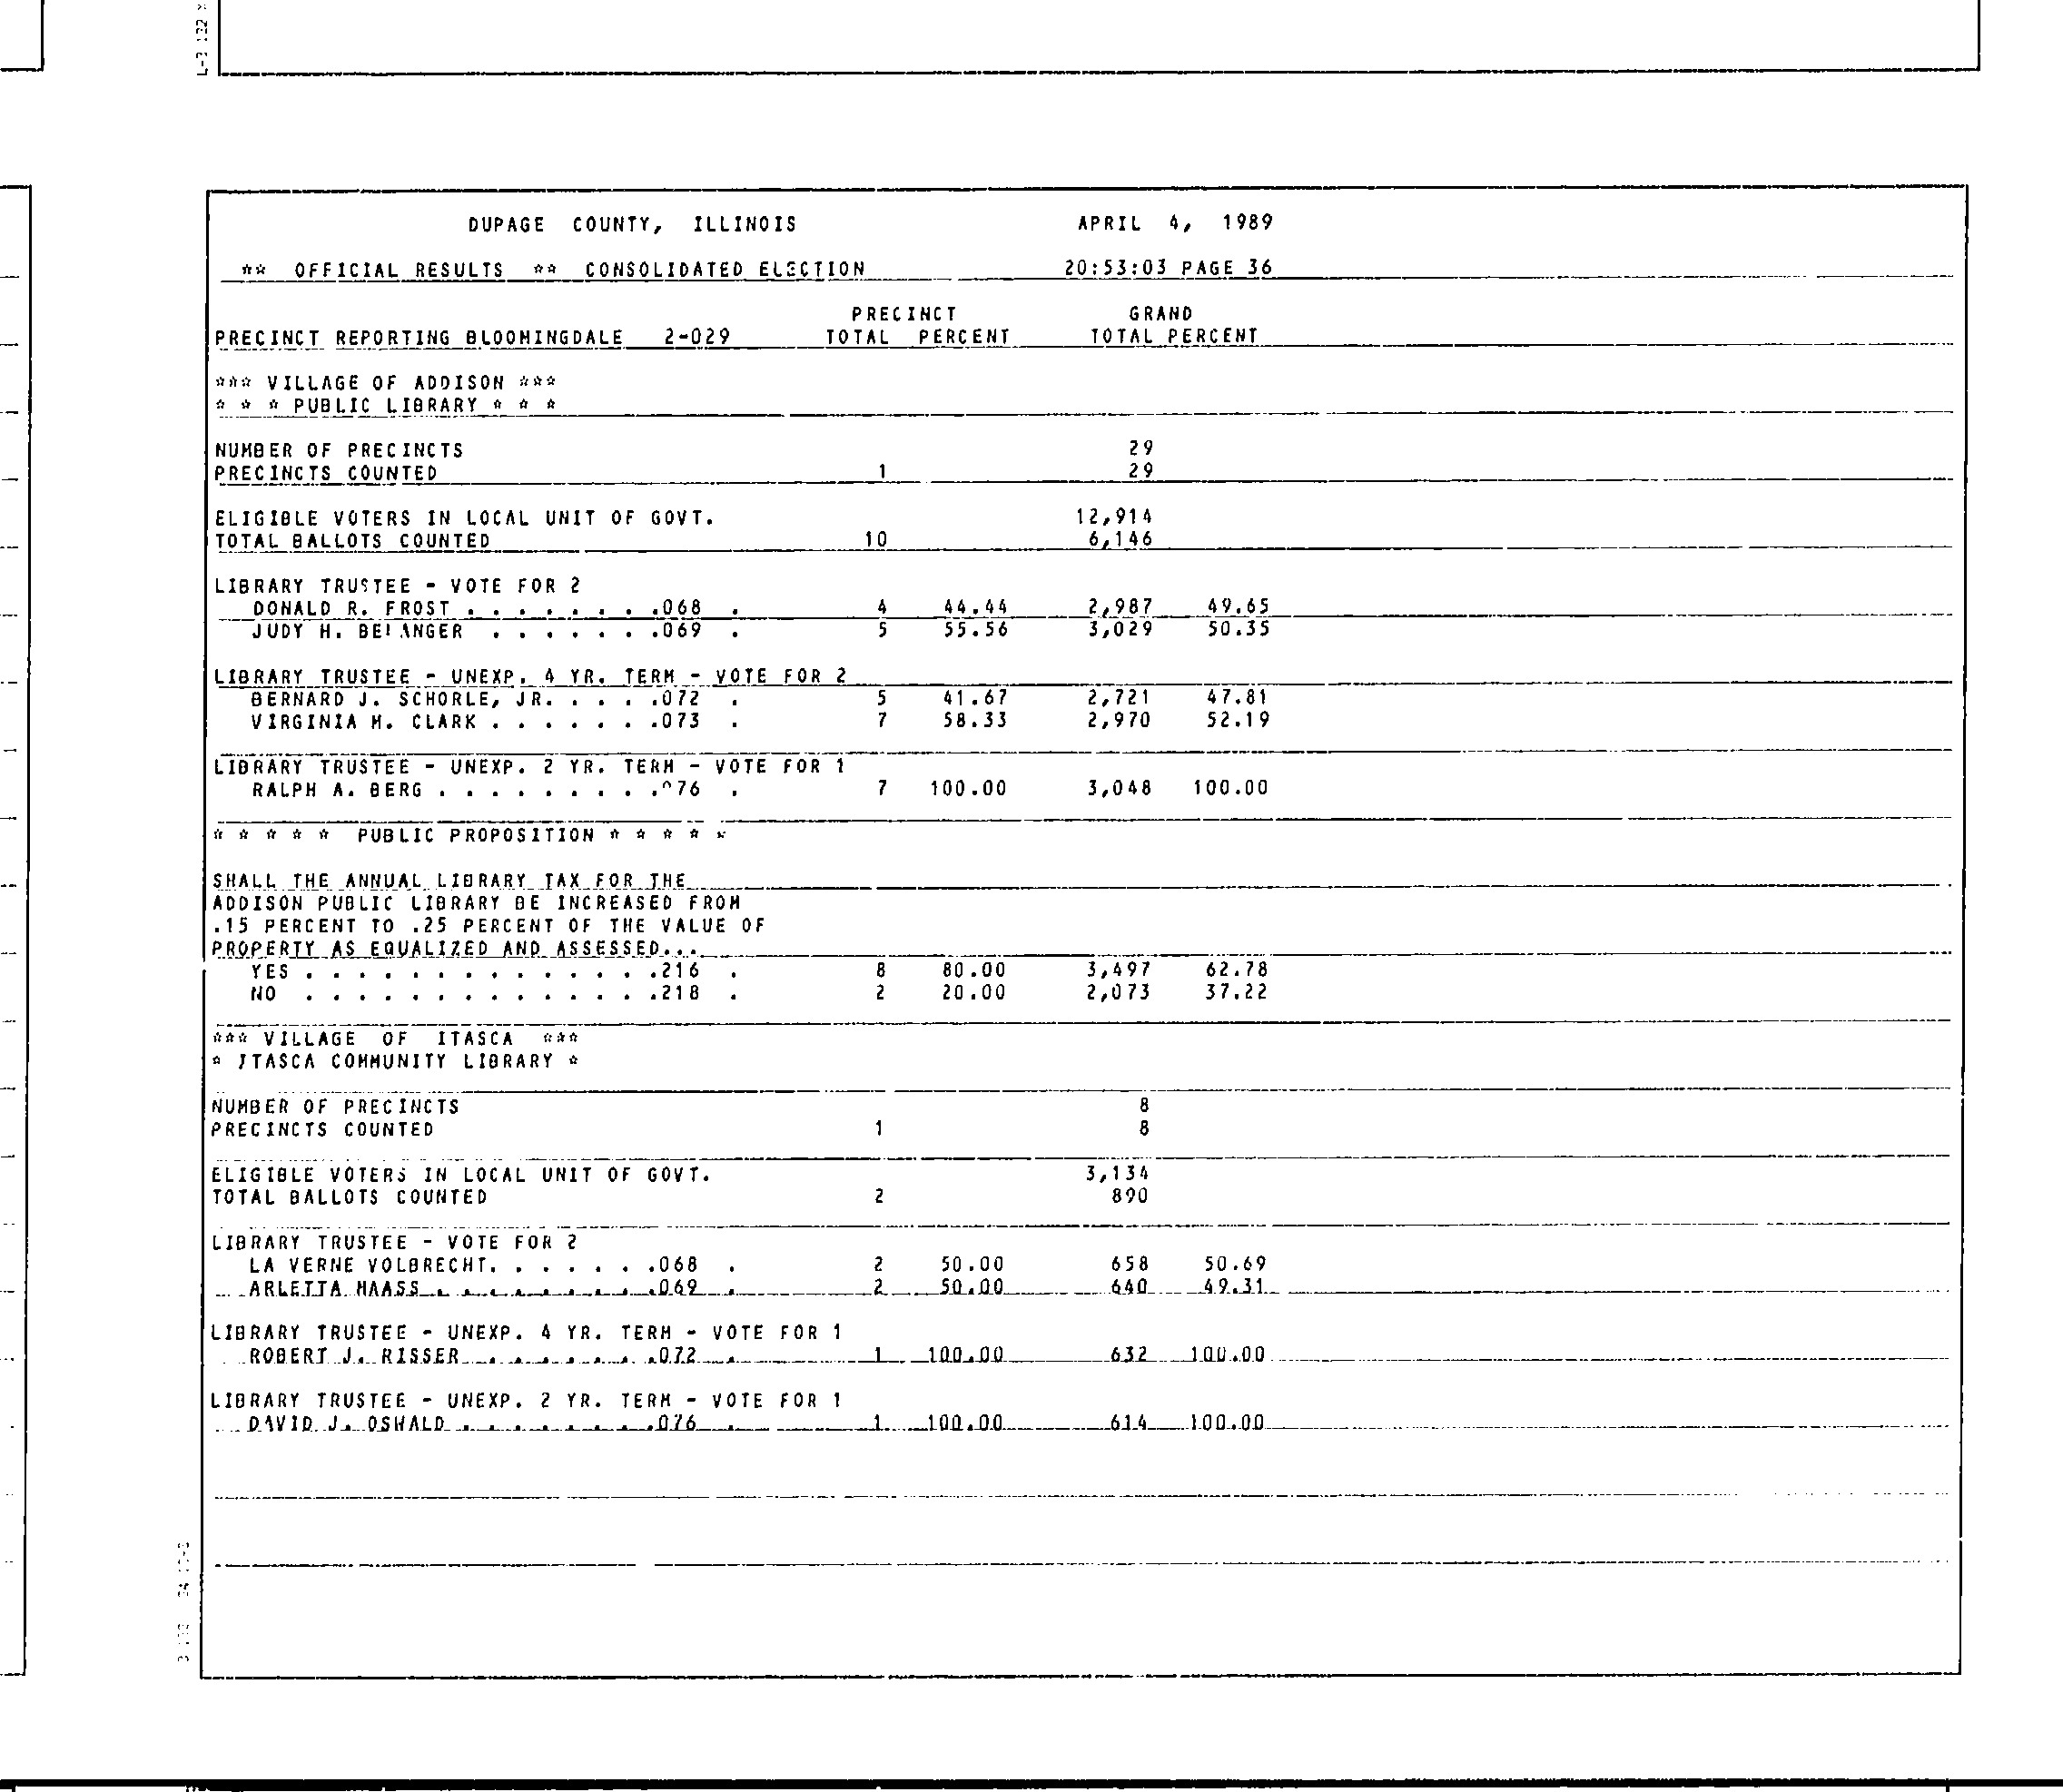 L-3 122
DUPAGE COUNTY, ILLINOIS APRIL 4, 1989
** OFFICIAL RESULTS ** CONSOLIDATED ELECTION 20:53:03 PAGE 36
PRECINCT GRAND
PRECINCT REPORTING BLOOMINGDALE 2-029 TOTAL PERCENT TOTAL PERCENT
*** VILLAGE OF ADDISON ***
* * * PUBLIC LIBRARY * * *
NUMBER OF PRECINCTS 29
PRECINCTS COUNTED 1 29
ELIGIBLE VOTERS IN LOCAL UNIT OF GOVT. 12,914
TOTAL BALLOTS COUNTED 10 6,146
LIBRARY TRUSTEE - VOTE FOR 2
DONALD R. FROST . . . . . . . .068 . 4 44.44 2,987 49.65
JUDY H. BELANGER . . . . . . .069 . 5 55.56 3,029 50.35
LIBRARY TRUSTEE - UNEXP. 4 YR. TERM - VOTE FOR 2
BERNARD J. SCHORLE, JR. . . . .072 . 5 41.67 2,721 47.81
VIRGINIA M. CLARK . . . . . . .073 . 7 58.33 2,970 52.19
LIBRARY TRUSTEE - UNEXP. 2 YR. TERM - VOTE FOR 1
RALPH A. BERG . . . . . . . . .076 . 7 100.00 3,048 100.00
* * * * * PUBLIC PROPOSITION * * * * *
SHALL THE ANNUAL LIBRARY TAX FOR THE
ADDISON PUBLIC LIBRARY BE INCREASED FROM
.15 PERCENT TO .25 PERCENT OF THE VALUE OF
PROPERTY AS EQUALIZED AND ASSESSED...
YES . . . . . . . . . . . . . .216 . 8 80.00 3,497 62.78
NO . . . . . . . . . . . . . .218 . 2 20.00 2,073 37.22
*** VILLAGE OF ITASCA ***
* ITASCA COMMUNITY LIBRARY *
NUMBER OF PRECINCTS 8
PRECINCTS COUNTED 1 8
ELIGIBLE VOTERS IN LOCAL UNIT OF GOVT. 3,134
TOTAL BALLOTS COUNTED 2 890
LIBRARY TRUSTEE - VOTE FOR 2
LA VERNE VOLBRECHT. . . . . . .068 . 2 50.00 658 50.69
ARLETTA HAASS . . . . . . . . .069 . 2 50.00 640 49.31
LIBRARY TRUSTEE - UNEXP. 4 YR. TERM - VOTE FOR 1
ROBERT J. RISSER . . . . . . .072 . 1 100.00 632 100.00
LIBRARY TRUSTEE - UNEXP. 2 YR. TERM - VOTE FOR 1
DAVID J. OSWALD . . . . . . . .076 . 1 100.00 614 100.00